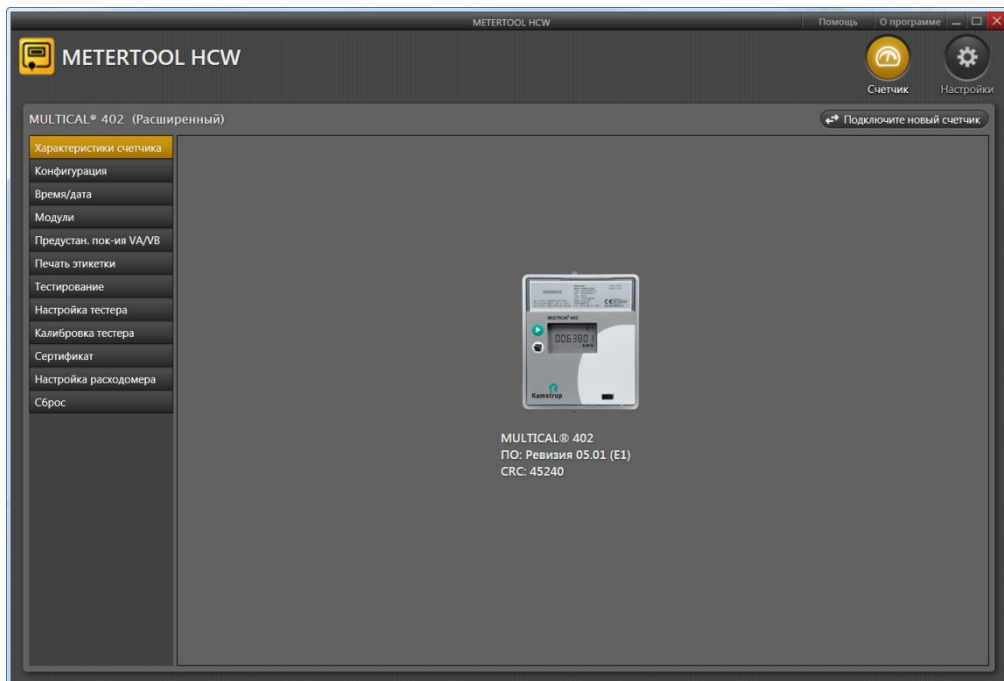 METERTOOL HCW
Помощь
О программе
METERTOOL HCW
Счетчик
Настройки
MULTICAL® 402 (Расширенный)
Подключите новый счетчик
Характеристики счетчика
Конфигурация
Время/дата
Модули
Предустан. пок-ия VA/VB
Печать этикетки
Тестирование
Настройка тестера
Калибровка тестера
Сертификат
Настройка расходомера
Сброс
MULTICAL® 402
0063801
Kamstrup
MULTICAL® 402
ПО: Ревизия 05.01 (E1)
CRC: 45240